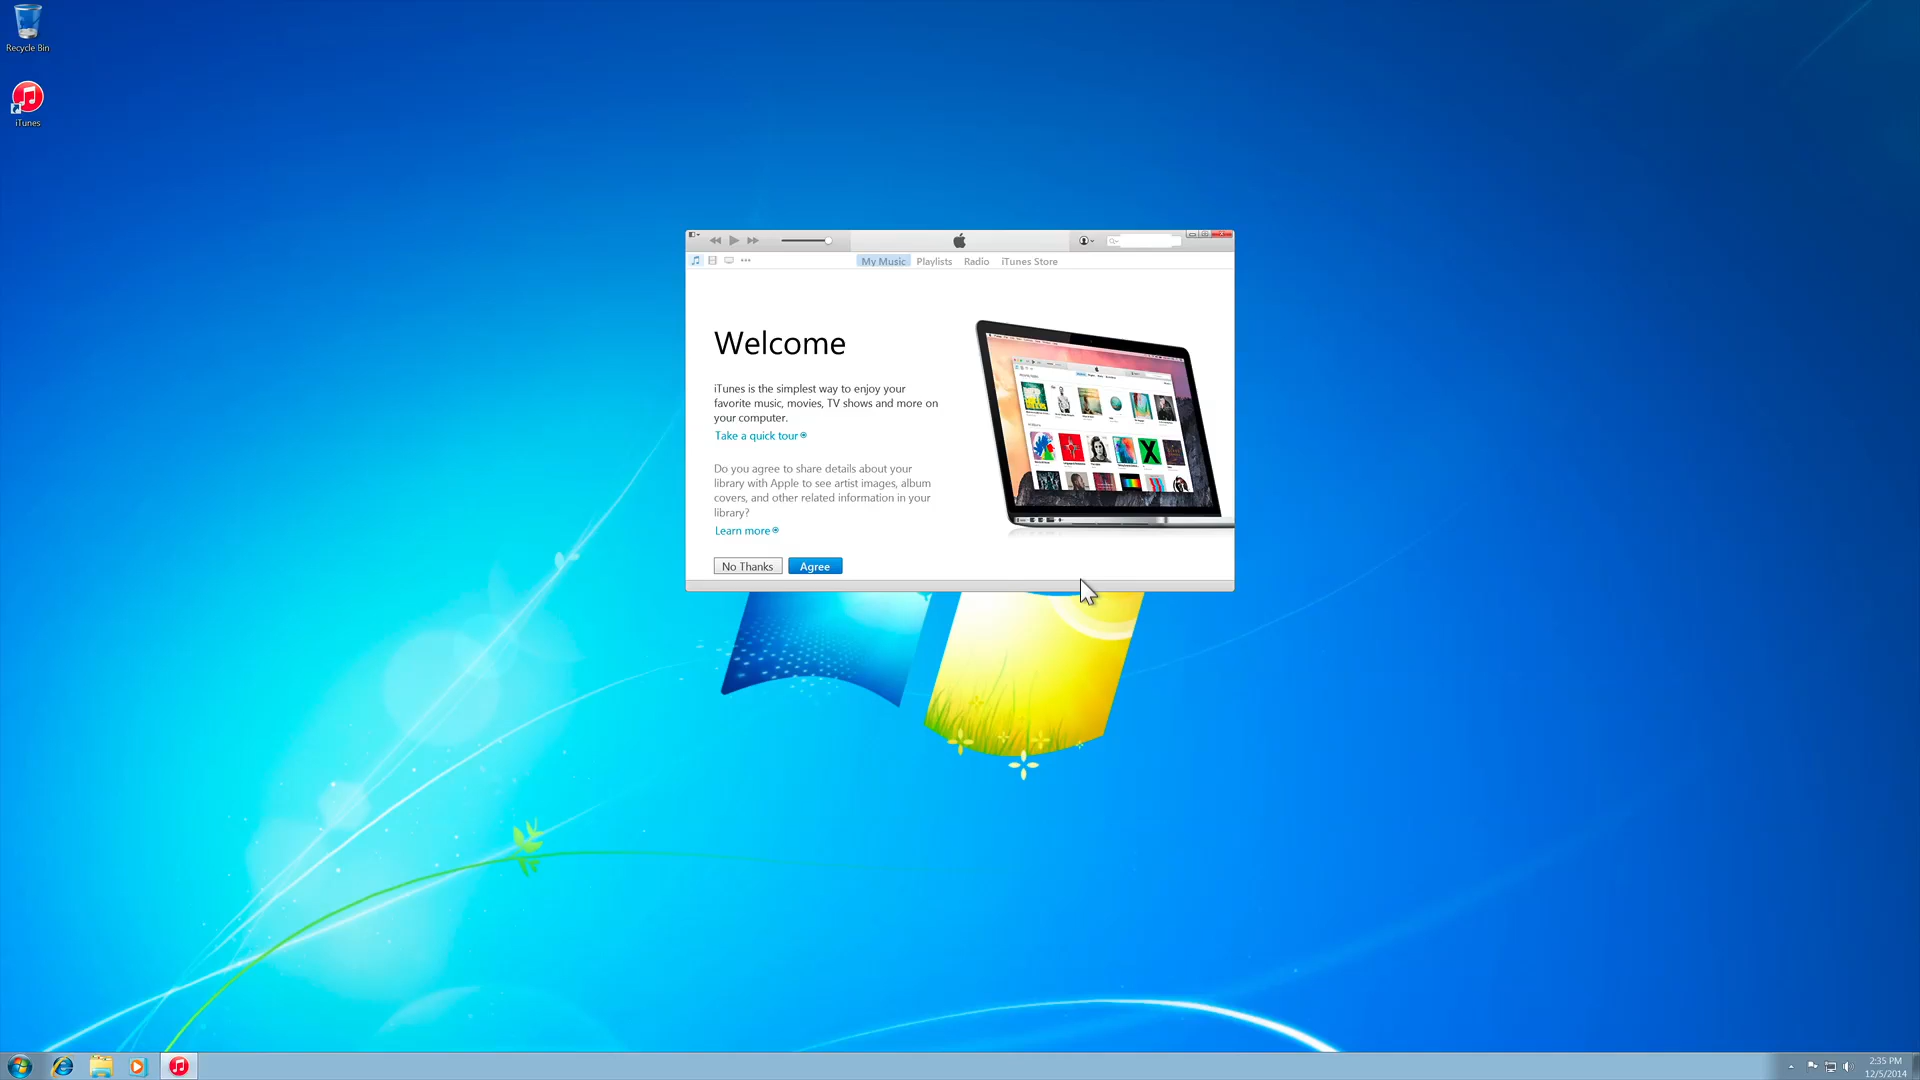 Recycle Bin
iTunes
My Music Playlists Radio iTunes Store
Welcome
iTunes is the simplest way to enjoy your
favorite music, movies, TV shows and more on
your computer.
Take a quick tour
Do you agree to share details about your
library with Apple to see artist images, album
covers, and other related information in your
library?
Learn more
No Thanks Agree
2:35 PM
12/5/2014